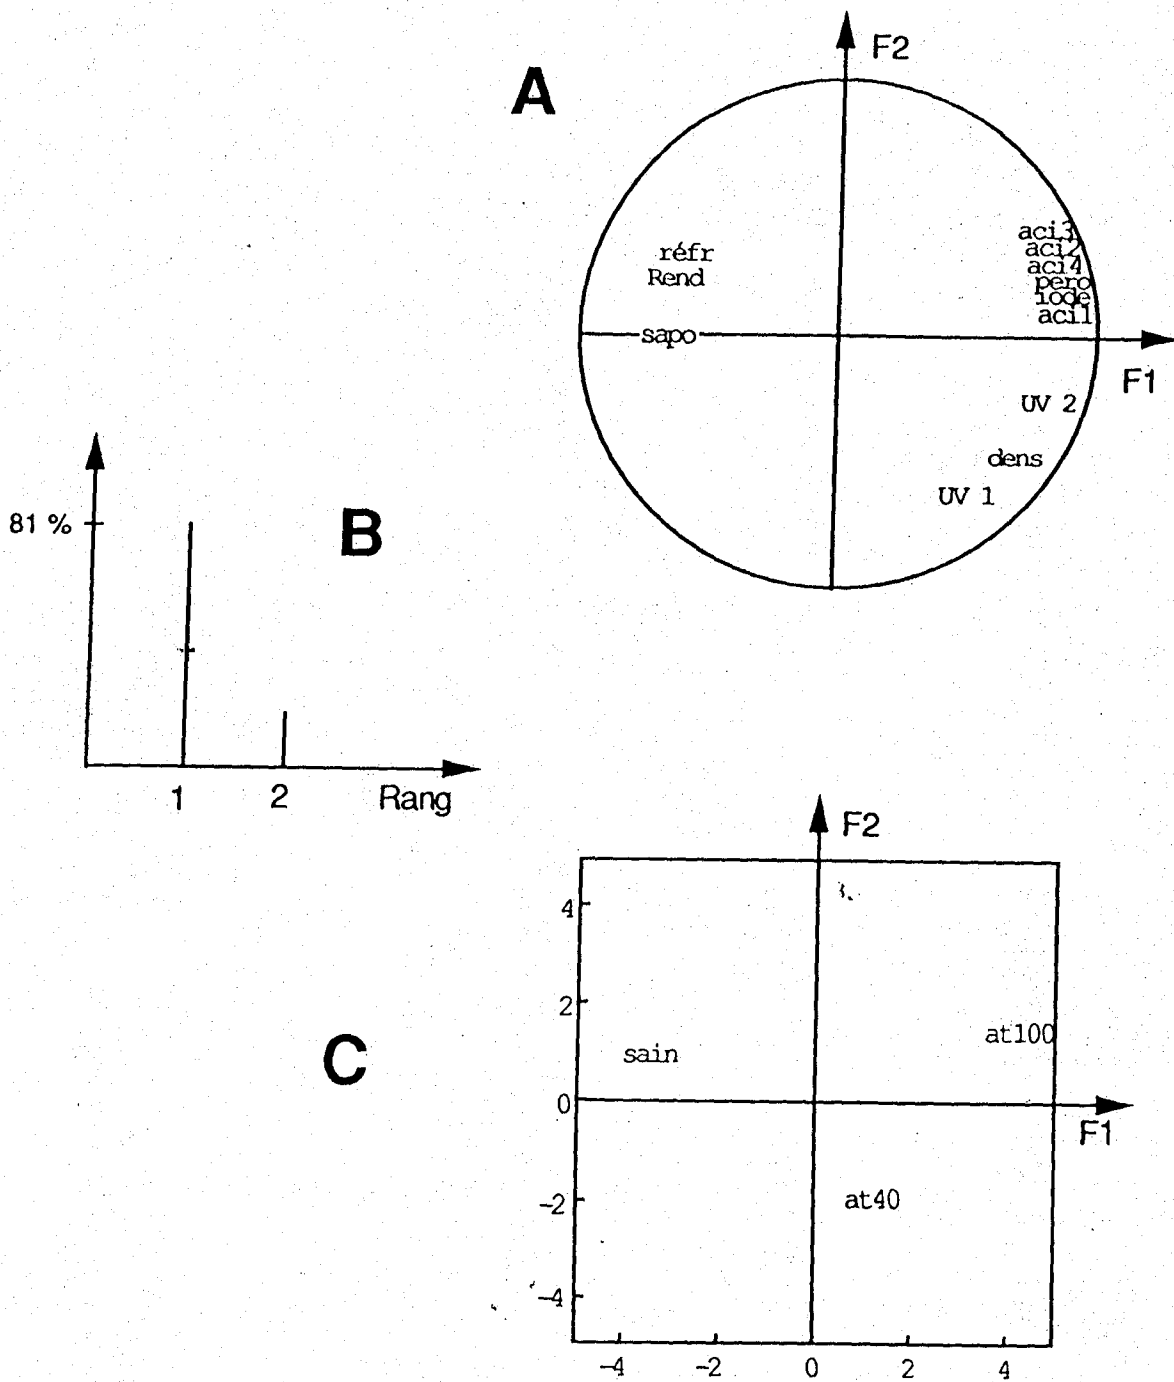 A
F2
aci3
aci2
aci4
pero
iode
aci1
réfr
Rend
sapo
F1
UV 2
dens
UV 1
B
81 %
1 2 Rang
C
F2
4
2
0
-2
-4
sain
at100
F1
at40
-4 -2 0 2 4